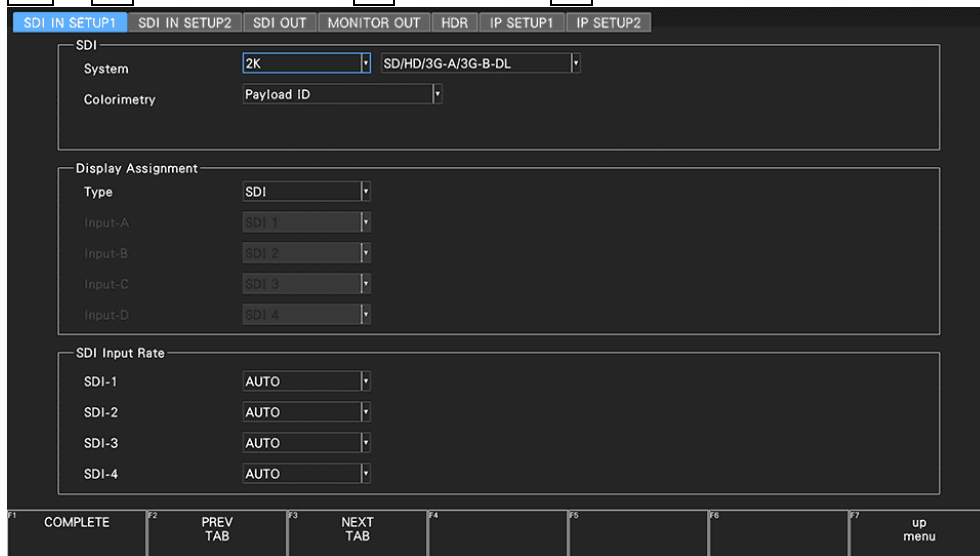 SDI IN SETUP1 SDI IN SETUP2 SDI OUT MONITOR OUT HDR IP SETUP1 IP SETUP2
SDI
System 2K SD/HD/3G-A/3G-B-DL
Colorimetry Payload ID
Display Assignment
Type SDI
Input-A SDI 1
Input-B SDI 2
Input-C SDI 3
Input-D SDI 4
SDI Input Rate
SDI-1 AUTO
SDI-2 AUTO
SDI-3 AUTO
SDI-4 AUTO
F1 COMPLETE F2 PREV TAB F3 NEXT TAB F4 F5 F6 F7 up menu